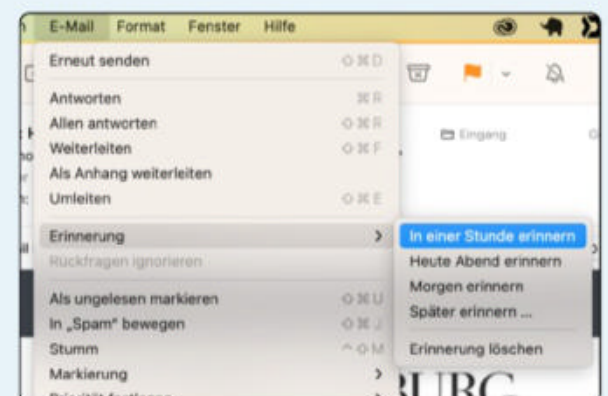 E-Mail Format Fenster Hilfe
Erneut senden ⇧⌘D
Antworten ⌘R
Allen antworten ⇧⌘R
Weiterleiten ⇧⌘F
Als Anhang weiterleiten
Umleiten ⇧⌘E
Eingang
Erinnerung >
In einer Stunde erinnern
Rückfragen ignorieren
Heute Abend erinnern
Morgen erinnern
Später erinnern ...
Erinnerung löschen
Als ungelesen markieren ⇧⌘U
In „Spam“ bewegen ⇧⌘J
Stumm ^⇧M
Markierung >
BURG